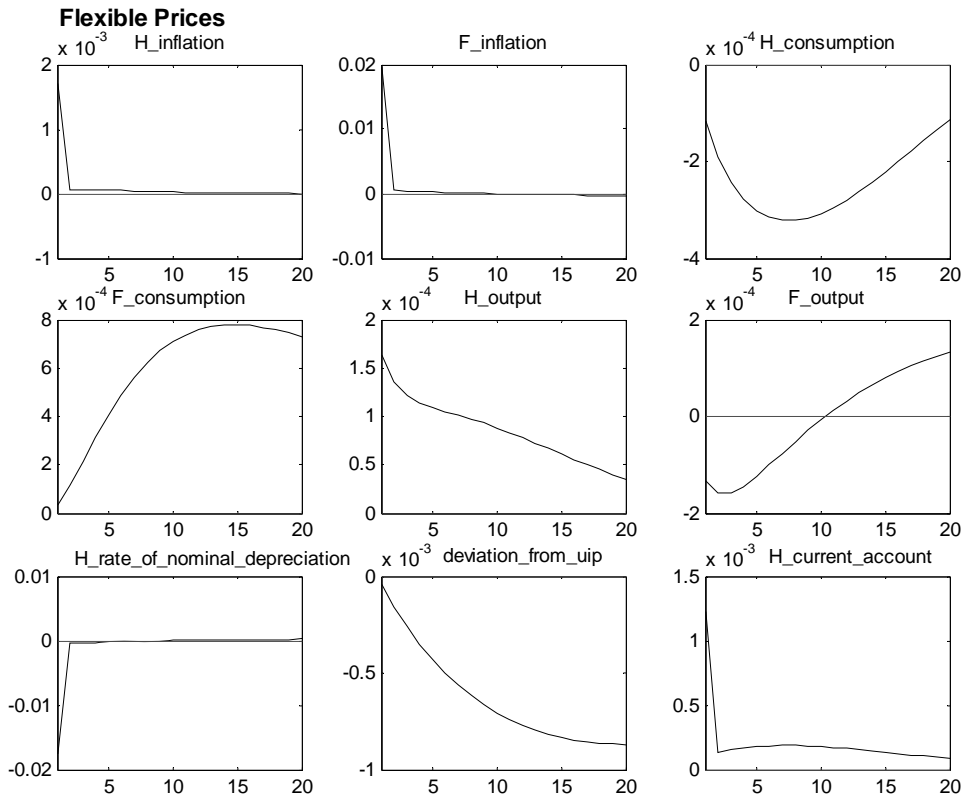 Flexible Prices
x 10-3 H_inflation
F_inflation
x 10-4 H_consumption
2
1
0
-1
5 10 15 20
0.02
0.01
0
-0.01
5 10 15 20
0
-2
-4
5 10 15 20
x 10-4 F_consumption
x 10-4 H_output
x 10-4 F_output
8
6
4
2
0
5 10 15 20
2
1.5
1
0.5
0
5 10 15 20
2
0
-2
5 10 15 20
H_rate_of_nominal_depreciation
x 10-3 deviation_from_uip
x 10-3 H_current_account
0.01
0
-0.01
-0.02
5 10 15 20
0
-0.5
-1
5 10 15 20
1.5
1
0.5
0
5 10 15 20